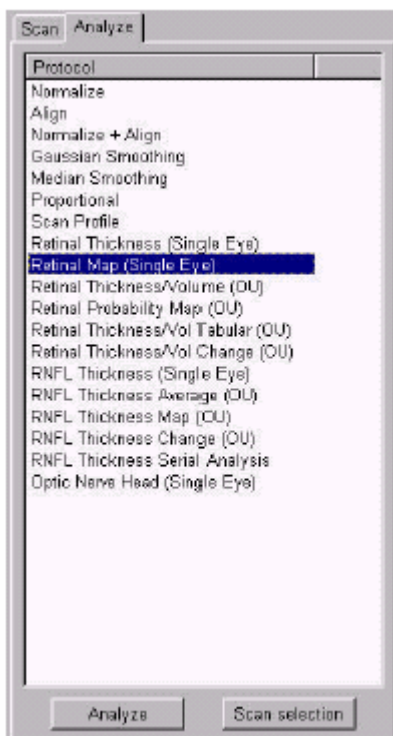 Scan Analyze
Protocol
Normalize
Align
Normalize + Align
Gaussian Smoothing
Median Smoothing
Proportional
Scan Profile
Retinal Thickness (Single Eye)
Retinal Map (Single Eye)
Retinal Thickness/Volume (OU)
Retinal Probability Map (OU)
Retinal Thickness/Vol Tabular (OU)
Retinal Thickness/Vol Change (OU)
RNFL Thickness (Single Eye)
RNFL Thickness Average (OU)
RNFL Thickness Map (OU)
RNFL Thickness Change (OU)
RNFL Thickness Serial Analysis
Optic Nerve Head (Single Eye)
Analyze Scan selection